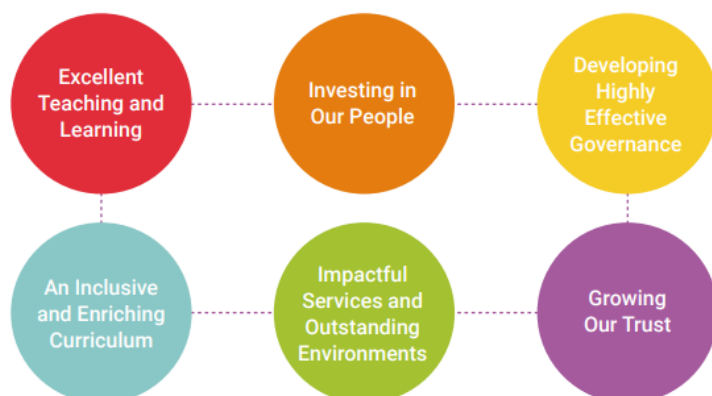 Excellent
Teaching and
Learning
Investing in
Our People
Developing
Highly
Effective
Governance
An Inclusive
and Enriching
Curriculum
Impactful
Services and
Outstanding
Environments
Growing
Our Trust